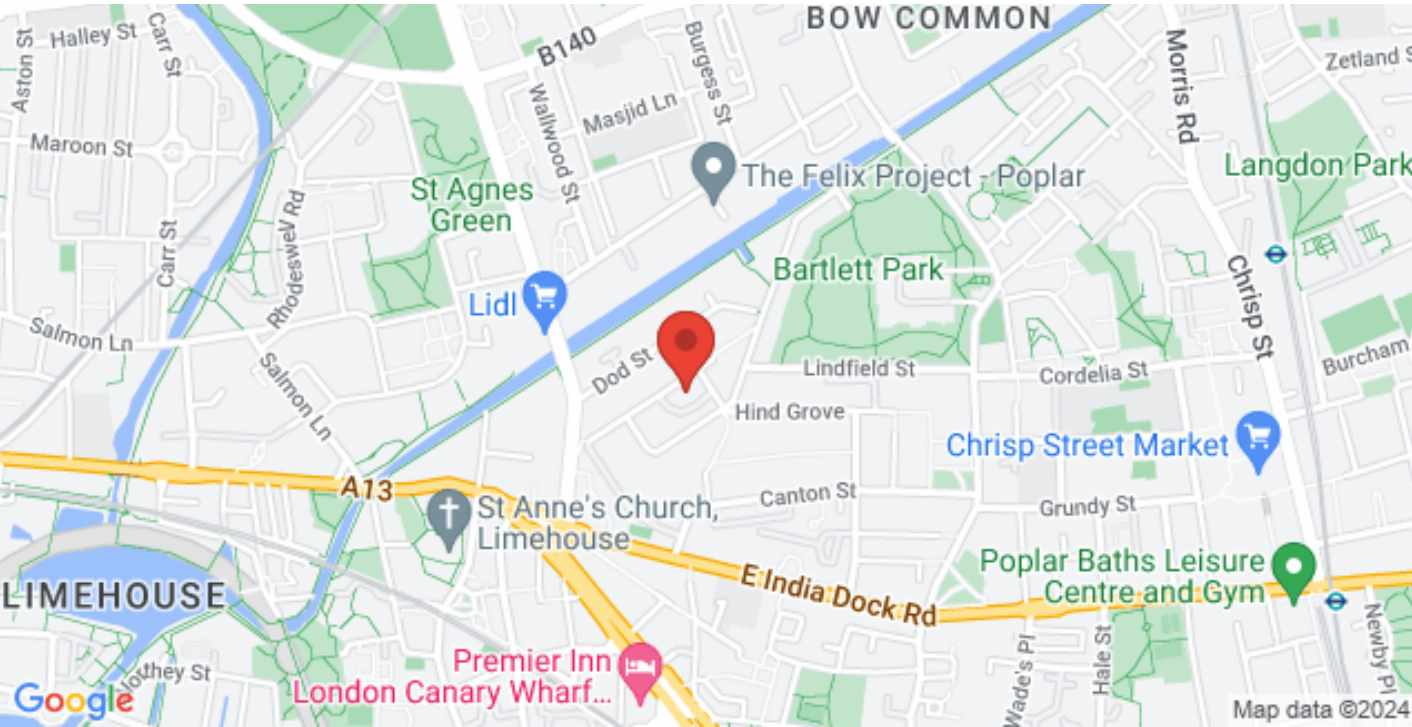 BOW COMMON
Halley St
Carr St
Aston St
B140
Burgess St
Morris Rd
Zetland S
Masjid Ln
Wallwood St
Maroon St
The Felix Project - Poplar
Langdon Park
St Agnes
Green
Rhodeswell Rd
Carr St
Bartlett Park
Chrisp St
Lidl
Salmon Ln
Dod St
Lindfield St
Cordelia St
Burcham
Salmon Ln
Hind Grove
Chrisp Street Market
A13
Canton St
Grundy St
St Anne's Church,
Limehouse
Poplar Baths Leisure
Centre and Gym
E India Dock Rd
LIMEHOUSE
Newby Pl
Hale St
Wade's Pl
Premier Inn
London Canary Wharf...
Google
Map data ©2024